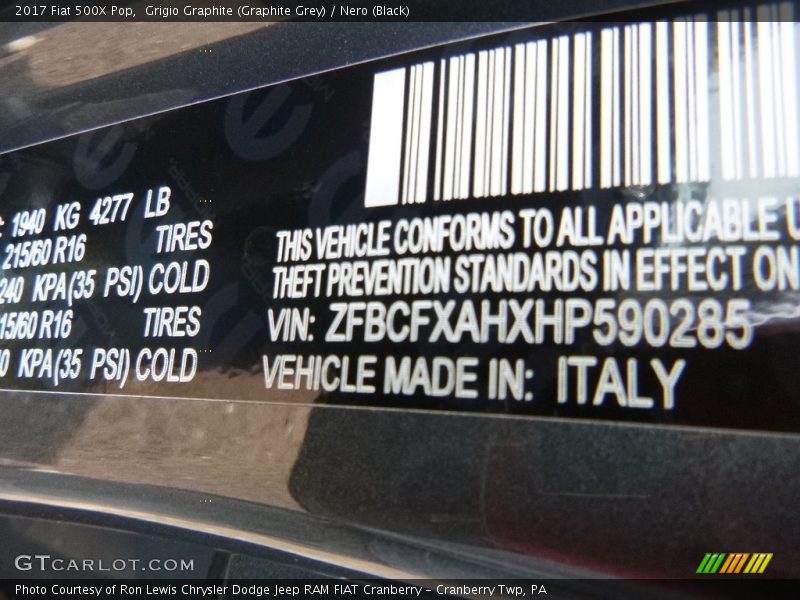 2017 Fiat 500X Pop,  Grigio Graphite (Graphite Grey) / Nero (Black)
1940 KG 4277 LB
215/60 R16 TIRES
240 KPA(35 PSI) COLD
15/60 R16 TIRES
0 KPA(35 PSI) COLD
THIS VEHICLE CONFORMS TO ALL APPLICABLE U
THEFT PREVENTION STANDARDS IN EFFECT ON
VIN: ZFBCFXAHXHP590285
VEHICLE MADE IN: ITALY
GTCARLOT.COM
Photo Courtesy of Ron Lewis Chrysler Dodge Jeep RAM FIAT Cranberry – Cranberry Twp, PA